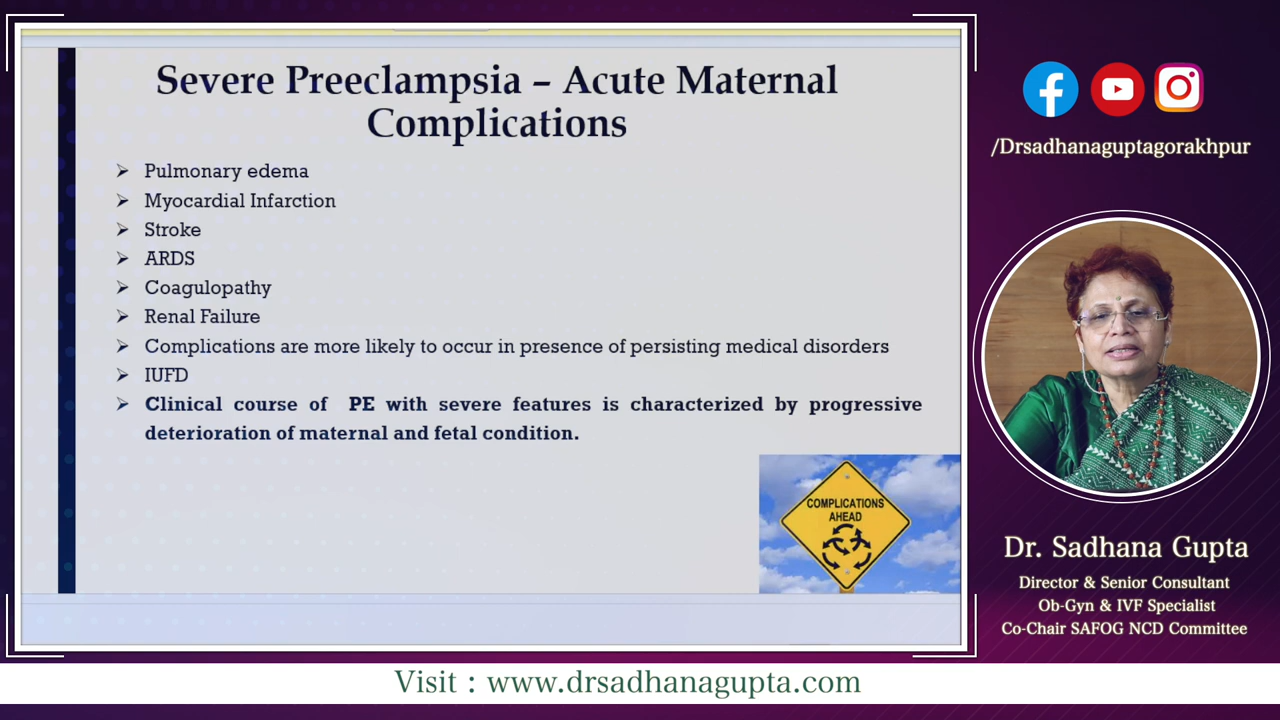 Severe Preeclampsia – Acute Maternal
Complications
Pulmonary edema
Myocardial Infarction
Stroke
ARDS
Coagulopathy
Renal Failure
Complications are more likely to occur in presence of persisting medical disorders
IUFD
Clinical course of PE with severe features is characterized by progressive
deterioration of maternal and fetal condition.
COMPLICATIONS
AHEAD
/Drsadhanaguptagorakhpur
Dr. Sadhana Gupta
Director & Senior Consultant
Ob-Gyn & IVF Specialist
Co-Chair SAFOG NCD Committee
Visit : www.drsadhanagupta.com